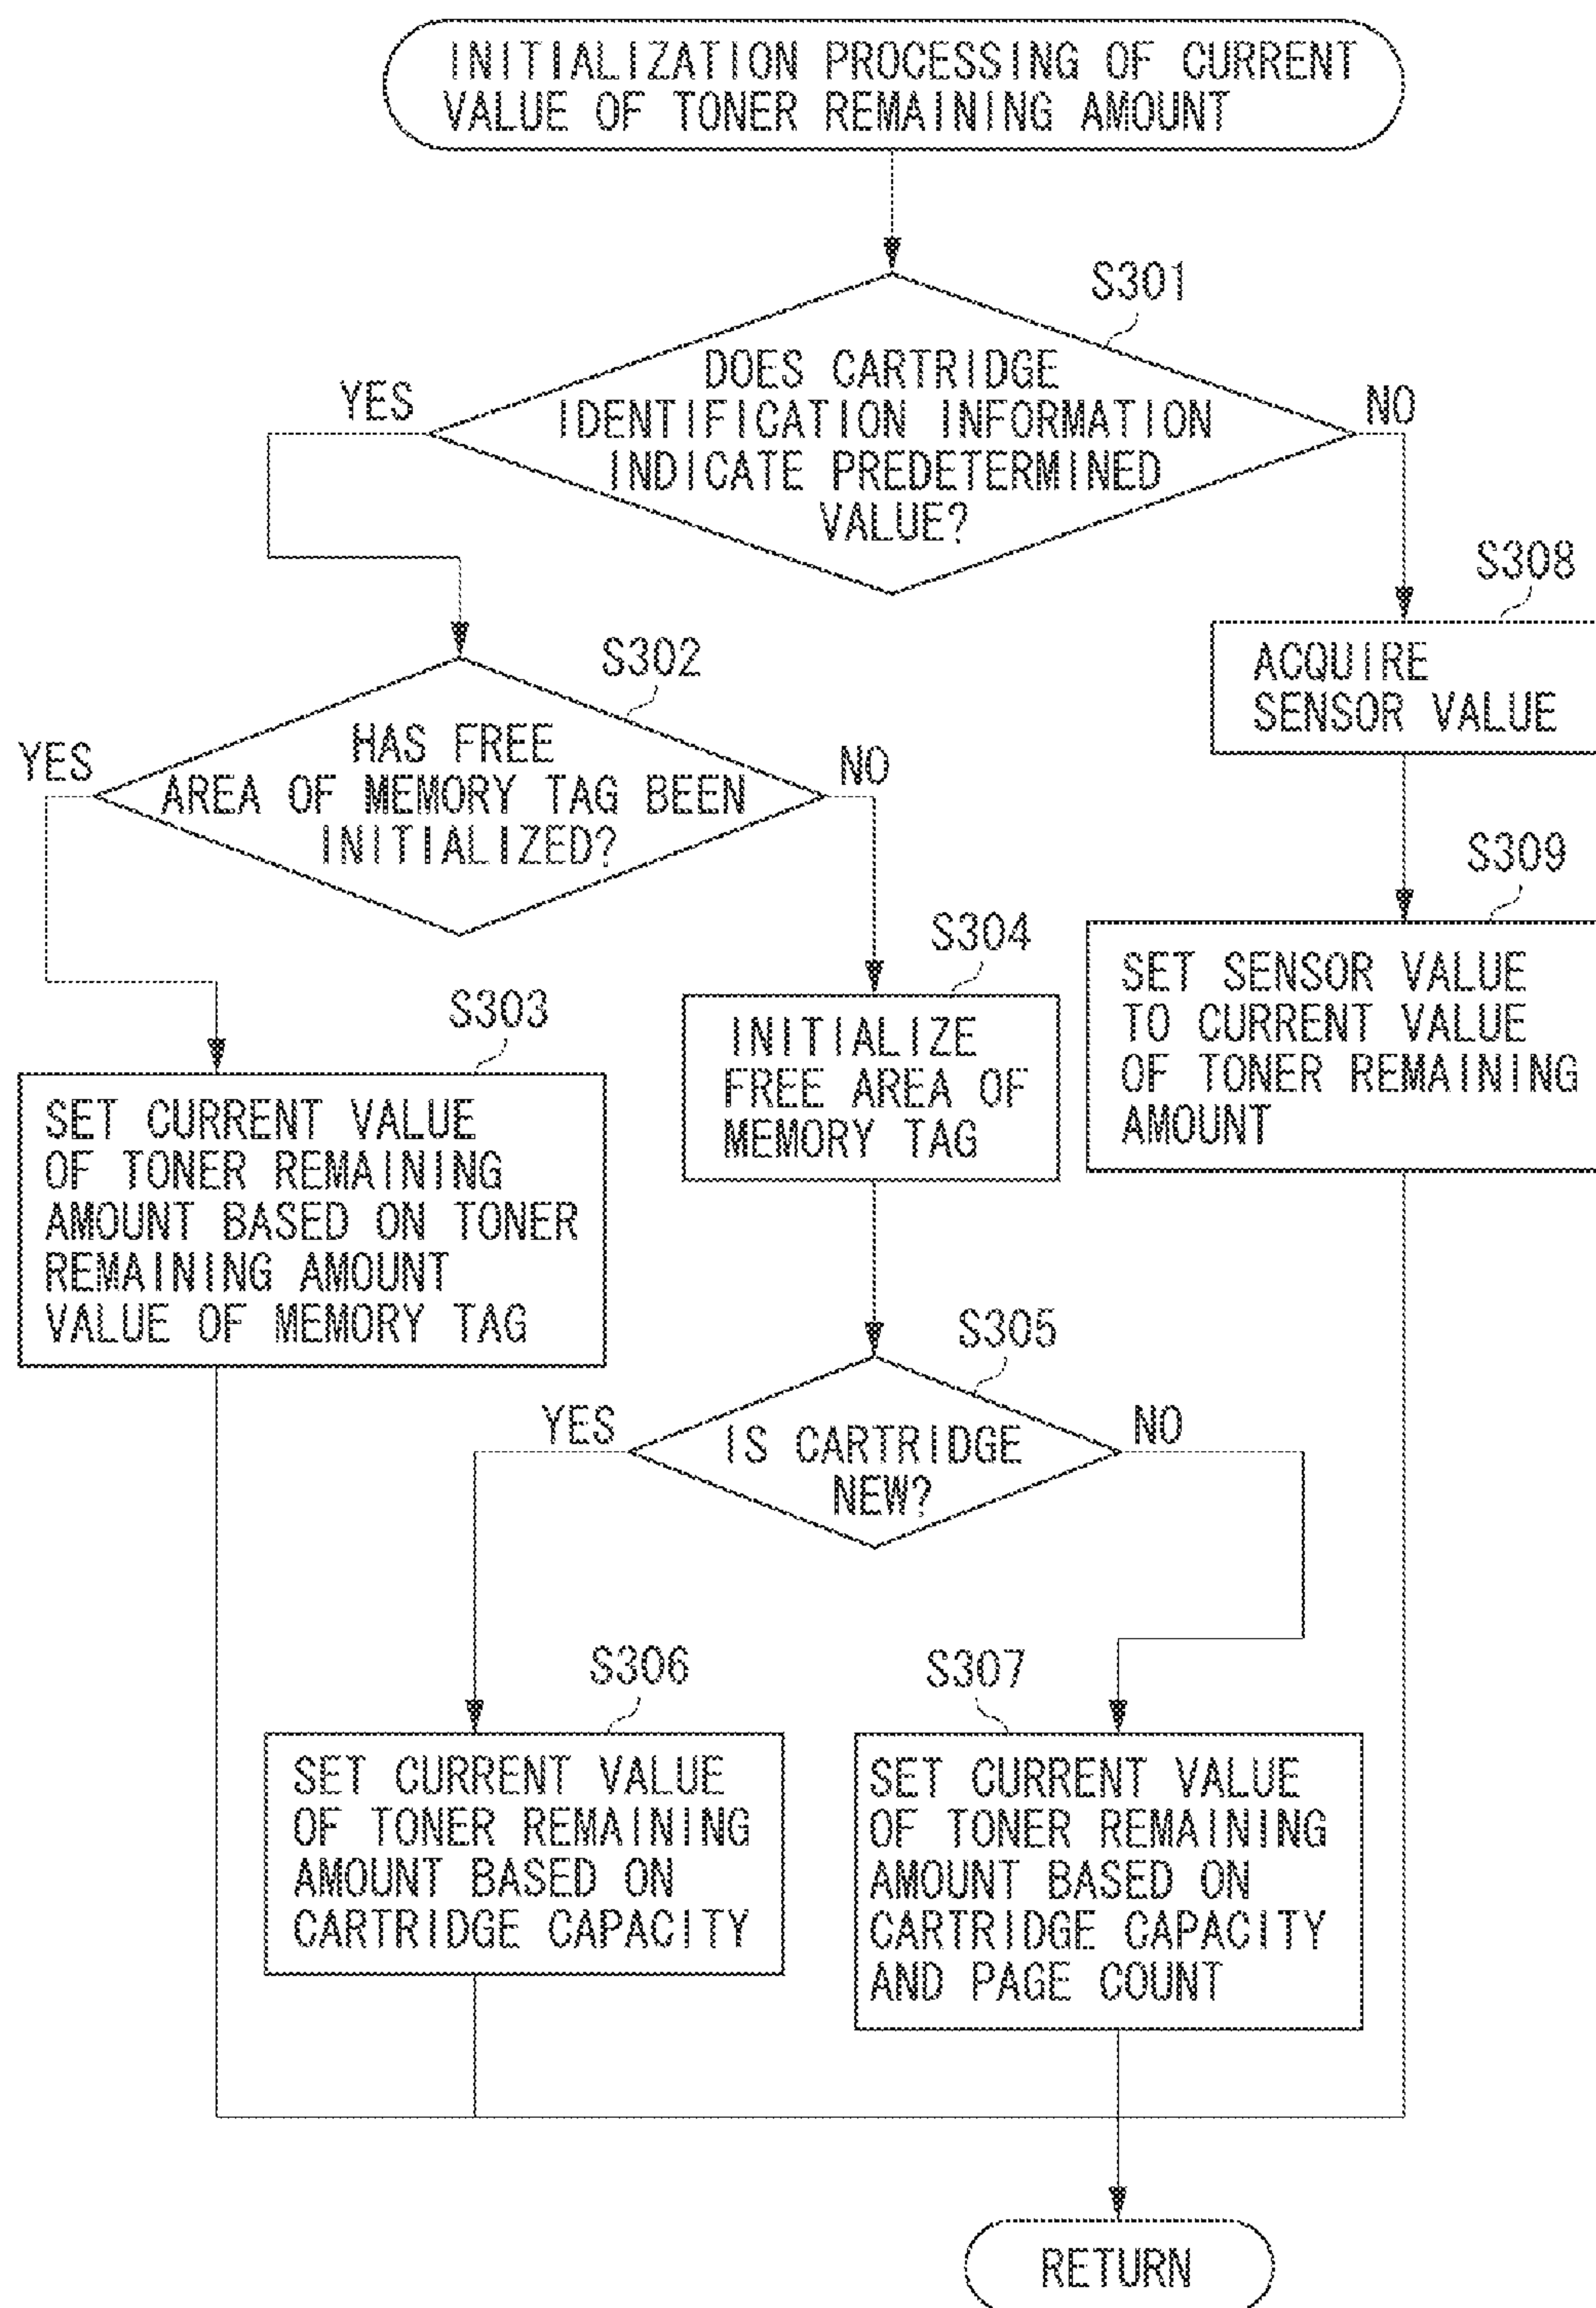 INITIALIZATION PROCESSING OF CURRENT
VALUE OF TONER REMAINING AMOUNT
S301
DOES CARTRIDGE
IDENTIFICATION INFORMATION
INDICATE PREDETERMINED
VALUE?
YES
NO
S308
ACQUIRE
SENSOR VALUE
S302
HAS FREE
AREA OF MEMORY TAG BEEN
INITIALIZED?
YES
NO
S309
SET SENSOR VALUE
TO CURRENT VALUE
OF TONER REMAINING
AMOUNT
S304
INITIALIZE
FREE AREA OF
MEMORY TAG
S303
SET CURRENT VALUE
OF TONER REMAINING
AMOUNT BASED ON TONER
REMAINING AMOUNT
VALUE OF MEMORY TAG
S305
IS CARTRIDGE
NEW?
YES
NO
S306
SET CURRENT VALUE
OF TONER REMAINING
AMOUNT BASED ON
CARTRIDGE CAPACITY
S307
SET CURRENT VALUE
OF TONER REMAINING
AMOUNT BASED ON
CARTRIDGE CAPACITY
AND PAGE COUNT
RETURN